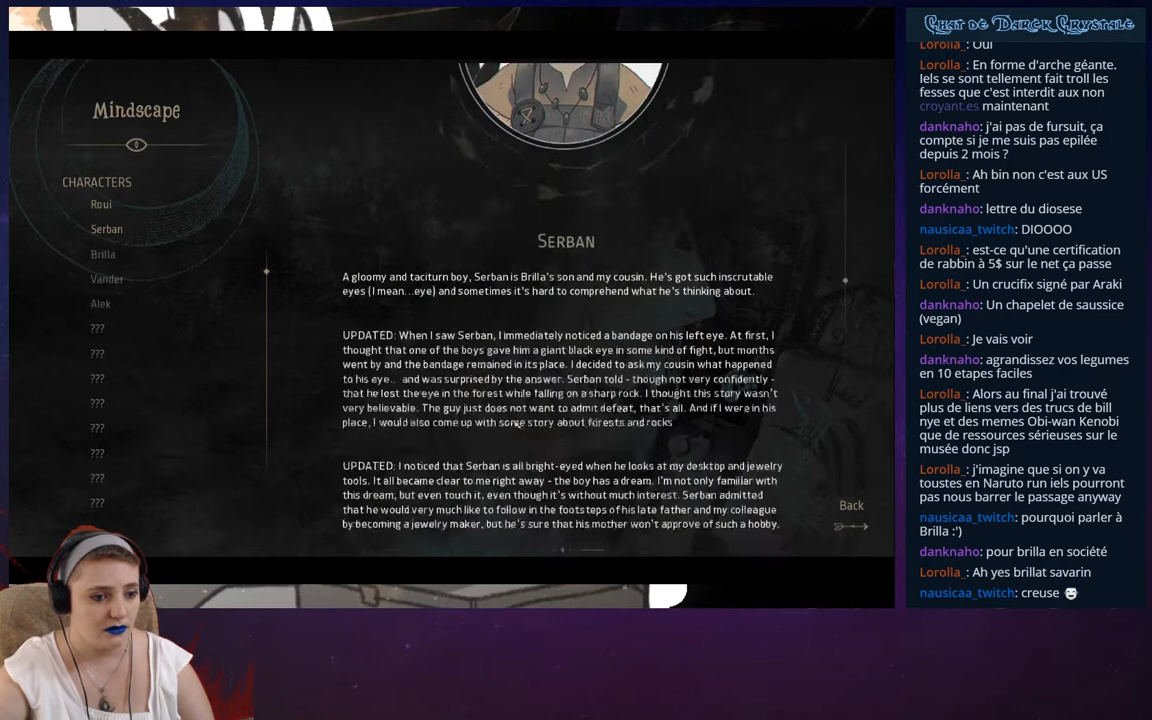 Mindscape
CHARACTERS
Roui
Serban
Brilla
Vander
Alek
???
???
???
???
???
???
???
???
SERBAN
A gloomy and taciturn boy, Serban is Brilla's son and my cousin. He's got such inscrutable
eyes (I mean...eye) and sometimes it's hard to comprehend what he's thinking about.
UPDATED: When I saw Serban, I immediately noticed a bandage on his left eye. At first, I
thought that one of the boys gave him a giant black eye in some kind of fight, but months
went by and the bandage remained in its place. I decided to ask my cousin what happened
to his eye.. and was surprised by the answer. Serban told - though not very confidently -
that he lost the eye in the forest while falling on a sharp rock. I thought this story wasn't
very believable. The guy just does not want to admit defeat, that's all. And if I were in his
place, I would also come up with some story about forests and rocks
UPDATED: I noticed that Serban is all bright-eyed when he looks at my desktop and jewelry
tools. It all became clear to me right away - the boy has a dream. I'm not only familiar with
this dream, but even touch it, even though it's without much interest. Serban admitted
that he would very much like to follow in the footsteps of his late father and my colleague
by becoming a jewelry maker, but he's sure that his mother won't approve of such a hobby.
Back
Chat de Darck Crystale
Lorolla_: Oui
Lorolla_: En forme d'arche géante.
Iels se sont tellement fait troll les
fesses que c'est interdit aux non
croyant.es maintenant
danknaho: j'ai pas de fursuit, ça
compte si je me suis pas epilée
depuis 2 mois ?
Lorolla_: Ah bin non c'est aux US
forcément
danknaho: lettre du diosese
nausicaa_twitch: DIOOOO
Lorolla_: est-ce qu'une certification
de rabbin à 5$ sur le net ça passe
Lorolla_: Un crucifix signé par Araki
danknaho: Un chapelet de saussice
(vegan)
Lorolla_: Je vais voir
danknaho: agrandissez vos legumes
en 10 etapes faciles
Lorolla_: Alors au final j'ai trouvé
plus de liens vers des trucs de bill
nye et des memes Obi-wan Kenobi
que de ressources sérieuses sur le
musée donc jsp
Lorolla_: j'imagine que si on y va
toustes en Naruto run iels pourront
pas nous barrer le passage anyway
nausicaa_twitch: pourquoi parler à
Brilla :')
danknaho: pour brilla en société
Lorolla_: Ah yes brillat savarin
nausicaa_twitch: creuse